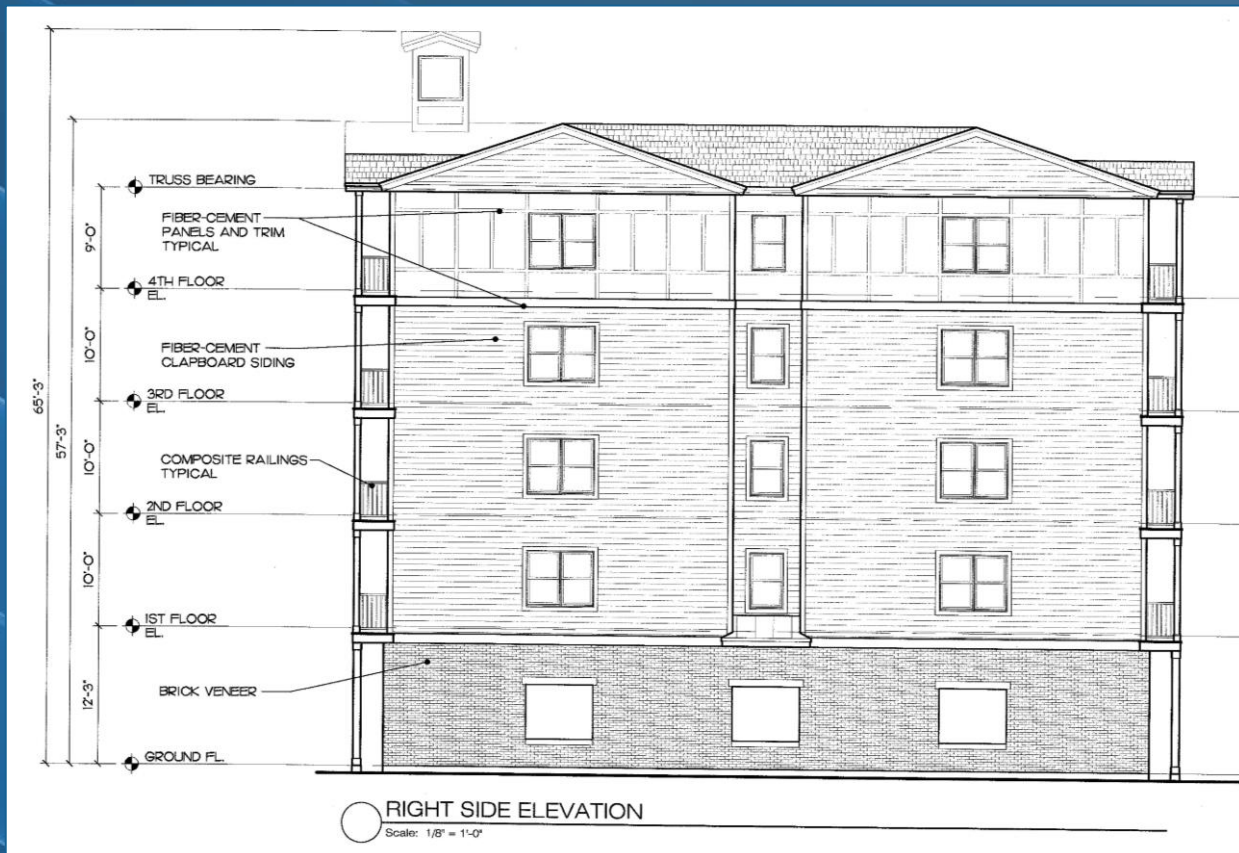 65'-3"
57'-3"
TRUSS BEARING
9'-0"
FIBER-CEMENT
PANELS AND TRIM
TYPICAL
4TH FLOOR
EL.
10'-0"
FIBER-CEMENT
CLAPBOARD SIDING
3RD FLOOR
EL.
10'-0"
COMPOSITE RAILINGS
TYPICAL
2ND FLOOR
EL.
10'-0"
1ST FLOOR
EL.
12'-3"
BRICK VENEER
GROUND FL.
RIGHT SIDE ELEVATION
Scale: 1/8" = 1'-0"